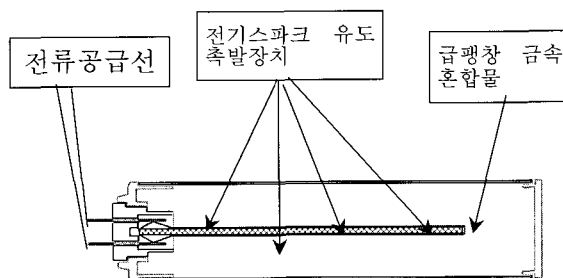 전류공급선
전기스파크 유도
촉발장치
급팽창 금속
혼합물